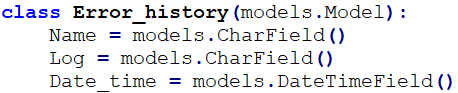 class Error_history(models.Model):
    Name = models.CharField()
    Log = models.CharField()
    Date_time = models.DateTimeField()